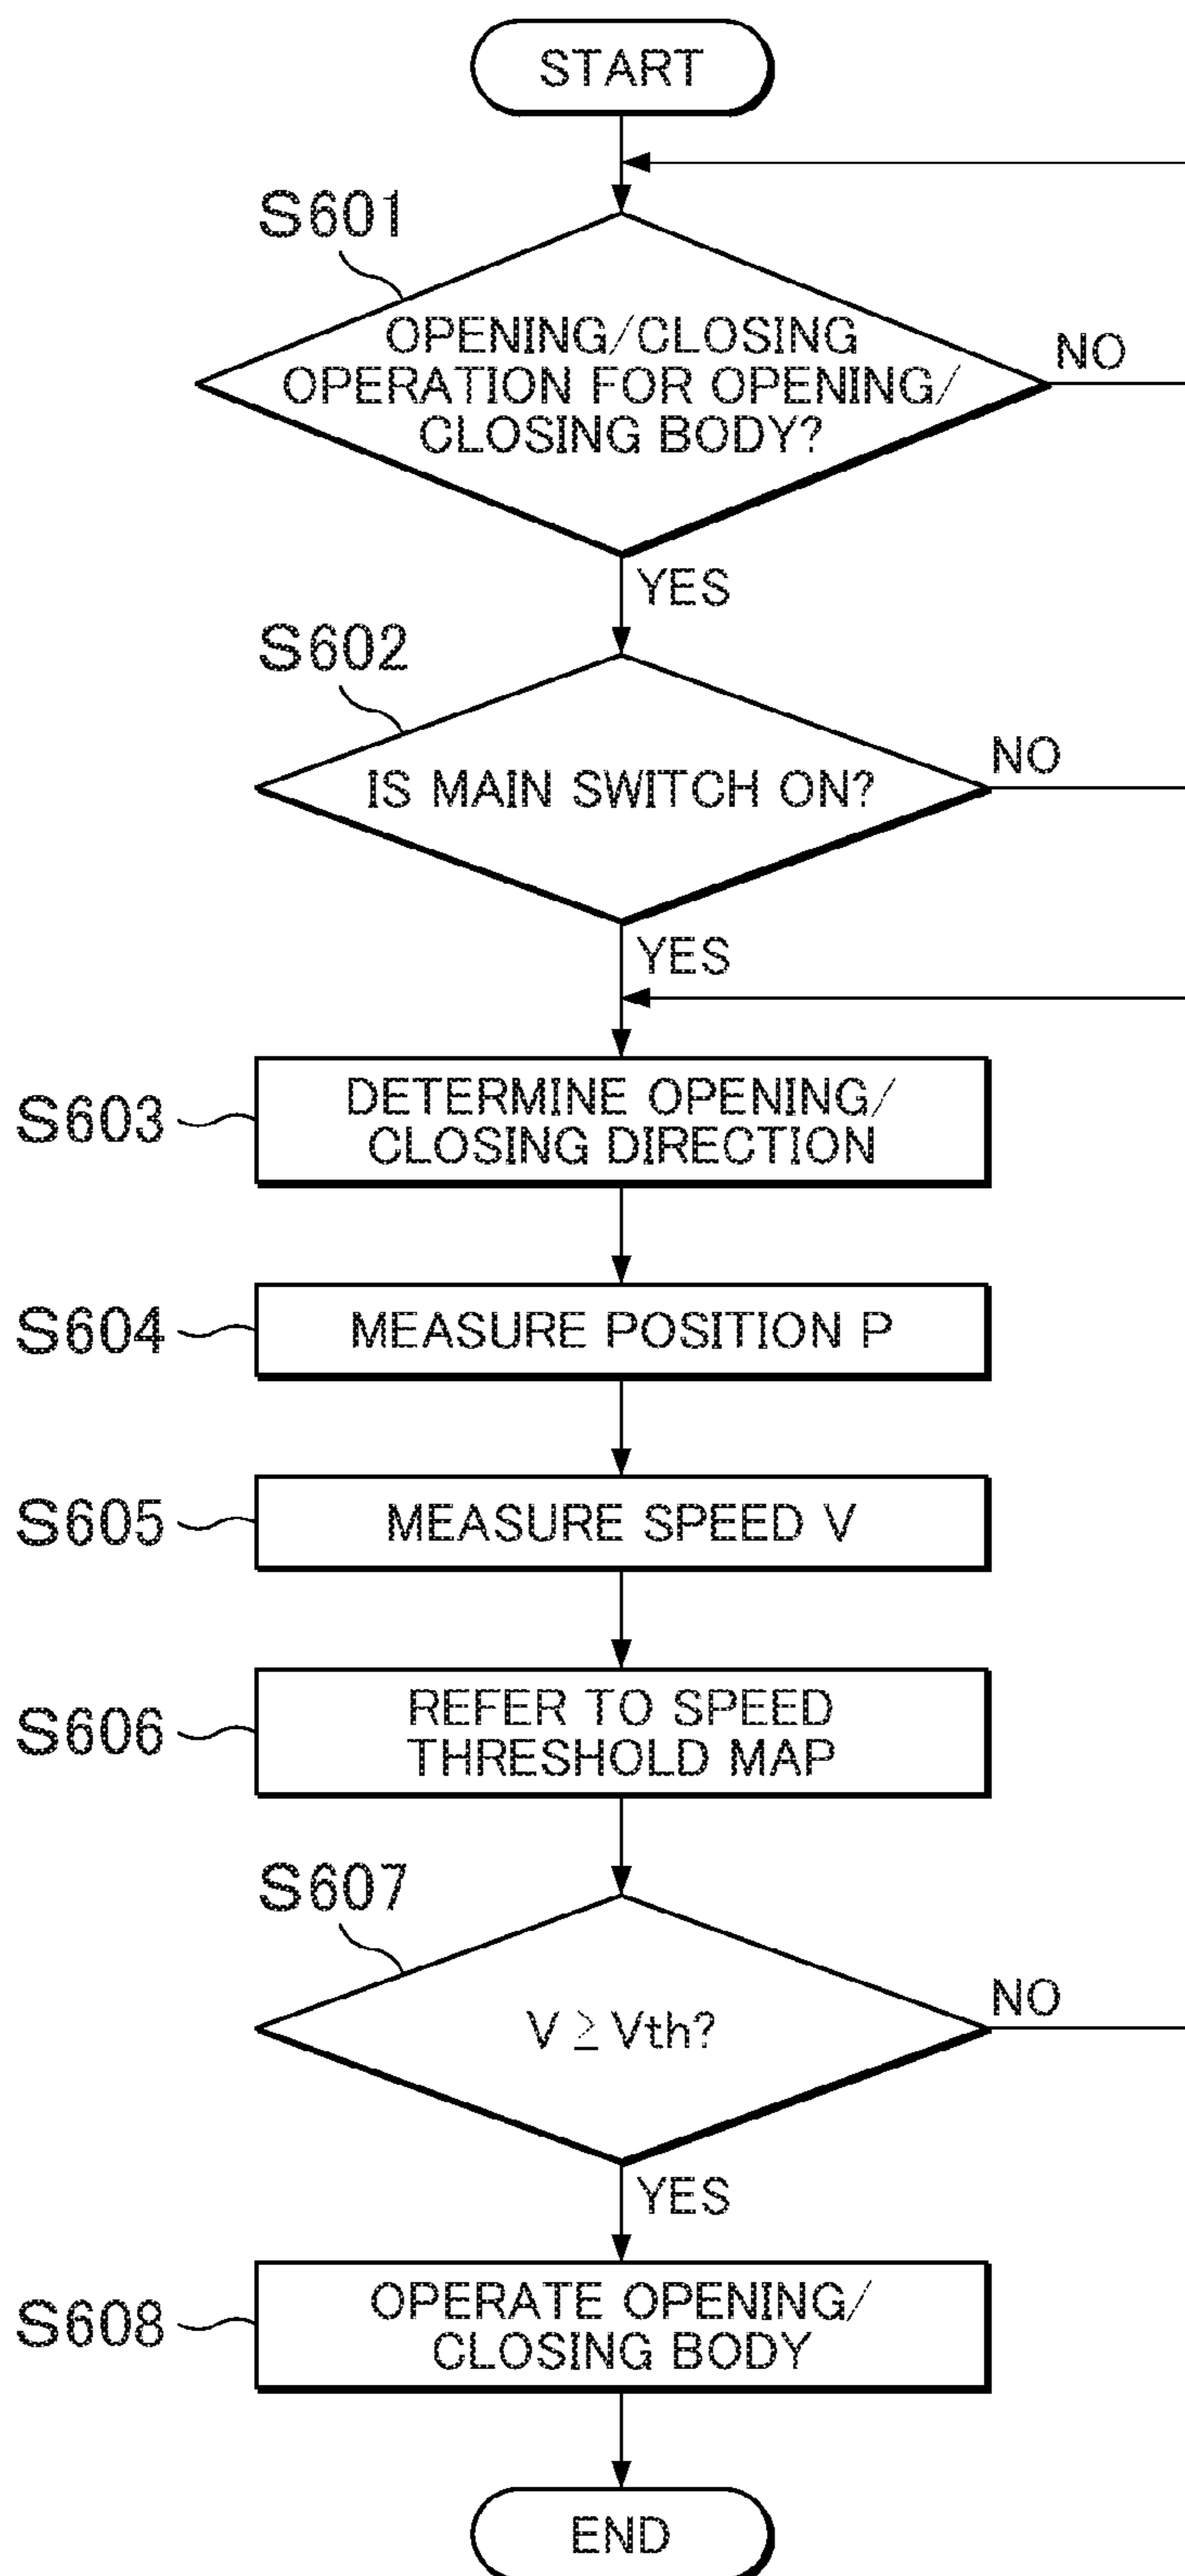 START
S601
OPENING/CLOSING
OPERATION FOR OPENING/
CLOSING BODY?
NO
YES
S602
IS MAIN SWITCH ON?
NO
YES
S603
DETERMINE OPENING/
CLOSING DIRECTION
S604
MEASURE POSITION P
S605
MEASURE SPEED V
S606
REFER TO SPEED
THRESHOLD MAP
S607
V ≥ Vth?
NO
YES
S608
OPERATE OPENING/
CLOSING BODY
END